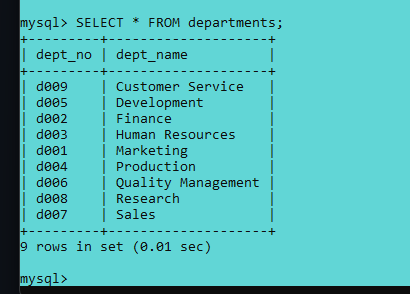 mysql> SELECT * FROM departments;
+---------+--------------------+
| dept_no | dept_name          |
+---------+--------------------+
| d009    | Customer Service   |
| d005    | Development        |
| d002    | Finance            |
| d003    | Human Resources    |
| d001    | Marketing          |
| d004    | Production         |
| d006    | Quality Management |
| d008    | Research           |
| d007    | Sales              |
+---------+--------------------+
9 rows in set (0.01 sec)
mysql>